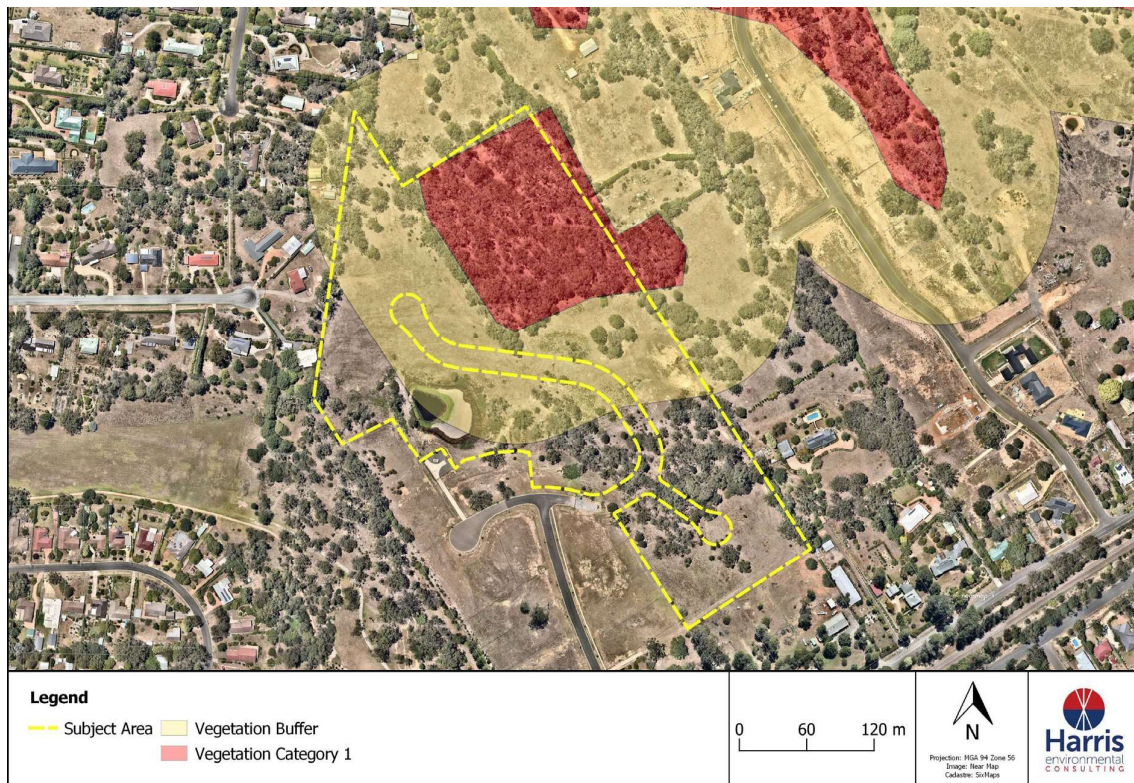 Legend
Subject Area
Vegetation Buffer
Vegetation Category 1
0 60 120 m
N
Projection: MGA 94 Zone 56
Image: Near Map
Cadastre: SixMaps
Harris
environmental
CONSULTING